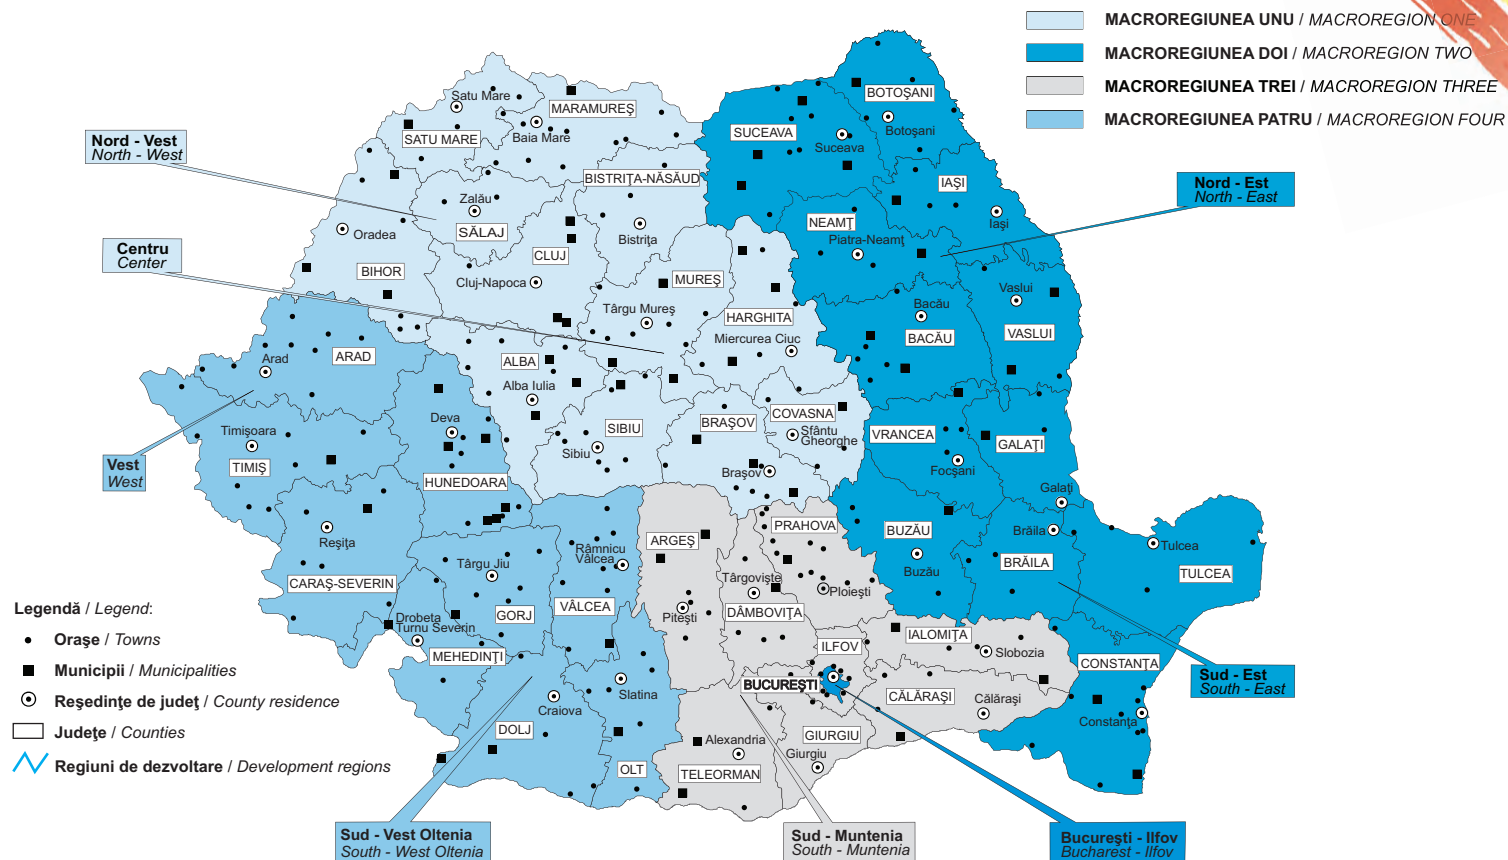 MACROREGIUNEA UNU / MACROREGION ONE
MACROREGIUNEA DOI / MACROREGION TWO
MACROREGIUNEA TREI / MACROREGION THREE
MACROREGIUNEA PATRU / MACROREGION FOUR
Nord - Vest
North - West
Centru
Center
Vest
West
Nord - Est
North - East
Sud - Est
South - East
Sud - Vest Oltenia
South - West Oltenia
Sud - Muntenia
South - Muntenia
Bucureşti - Ilfov
Bucharest - Ilfov
Satu Mare
SATU MARE
MARAMUREŞ
Baia Mare
BISTRIŢA-NĂSĂUD
Bistriţa
Zalău
SĂLAJ
Oradea
BIHOR
CLUJ
Cluj-Napoca
MUREŞ
Târgu Mureş
HARGHITA
Miercurea Ciuc
ALBA
Alba Iulia
SIBIU
Sibiu
BRAŞOV
Braşov
COVASNA
Sfântu
Gheorghe
SUCEAVA
Suceava
BOTOŞANI
Botoşani
IAŞI
Iaşi
NEAMŢ
Piatra-Neamţ
Bacău
BACĂU
Vaslui
VASLUI
VRANCEA
Focşani
GALAŢI
Galaţi
BUZĂU
Buzău
Brăila
BRĂILA
Tulcea
TULCEA
CONSTANŢA
Constanţa
Arad
ARAD
Timişoara
TIMIŞ
Deva
HUNEDOARA
Reşiţa
CARAŞ-SEVERIN
Târgu Jiu
GORJ
Râmnicu
Vâlcea
VÂLCEA
Drobeta
Turnu Severin
MEHEDINŢI
Craiova
DOLJ
Slatina
OLT
ARGEŞ
Piteşti
PRAHOVA
Ploieşti
Târgovişte
DÂMBOVIŢA
ILFOV
BUCUREŞTI
IALOMIŢA
Slobozia
CĂLĂRAŞI
Călăraşi
GIURGIU
Giurgiu
Alexandria
TELEORMAN
Legendă / Legend:
Oraşe / Towns
Municipii / Municipalities
Reşedinţe de judeţ / County residence
Judeţe / Counties
Regiuni de dezvoltare / Development regions